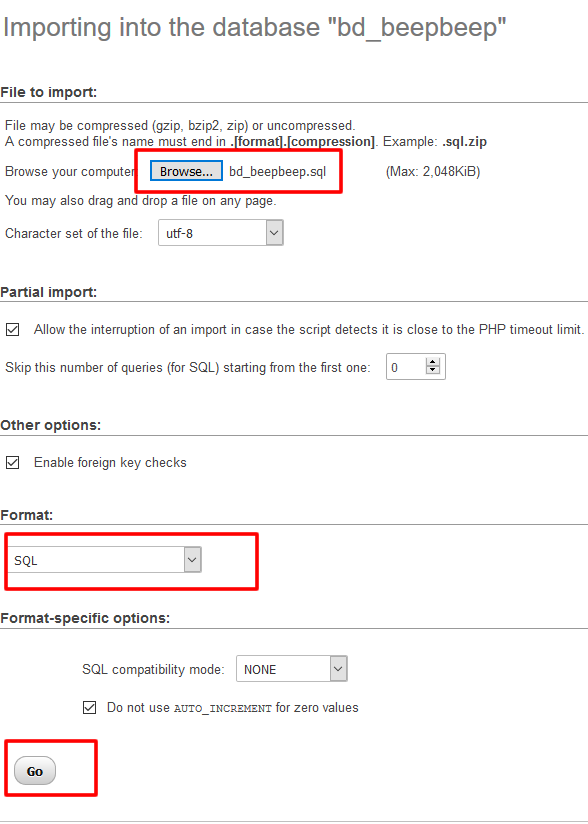 Importing into the database "bd_beepbeep"
File to import:
File may be compressed (gzip, bzip2, zip) or uncompressed.
A compressed file's name must end in .[format].[compression]. Example: .sql.zip
Browse your computer Browse... bd_beepbeep.sql (Max: 2,048KiB)
You may also drag and drop a file on any page.
Character set of the file: utf-8
Partial import:
Allow the interruption of an import in case the script detects it is close to the PHP timeout limit.
Skip this number of queries (for SQL) starting from the first one: 0
Other options:
Enable foreign key checks
Format:
SQL
Format-specific options:
SQL compatibility mode: NONE
Do not use AUTO_INCREMENT for zero values
Go